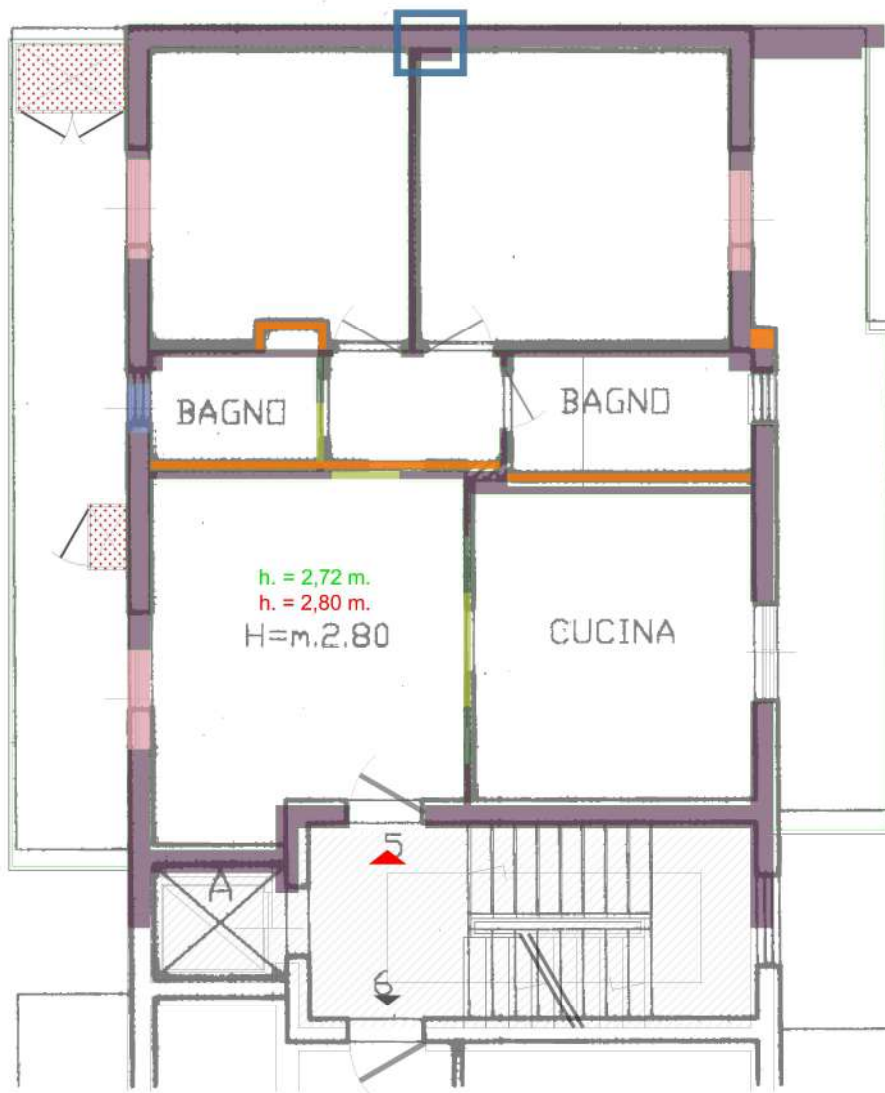 BAGNO
BAGNO
h. = 2,72 m.
h. = 2,80 m.
H=m.2.80
CUCINA
5
A
6